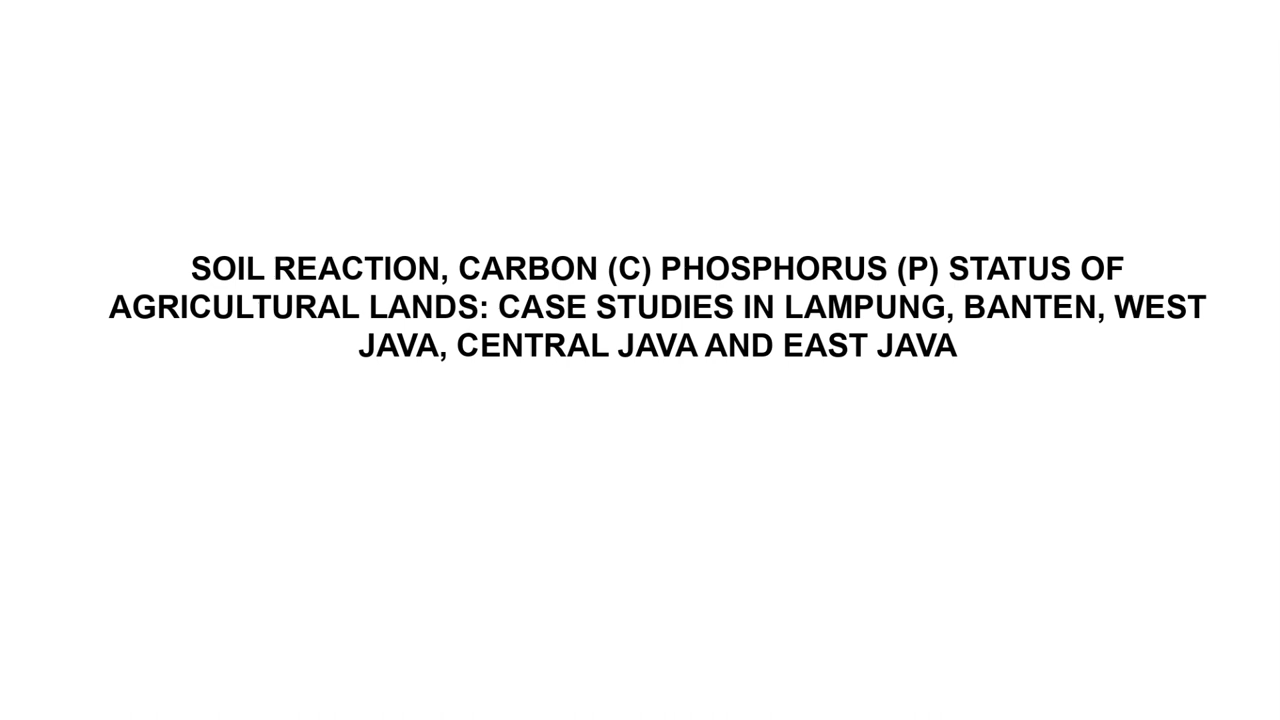 SOIL REACTION, CARBON (C) PHOSPHORUS (P) STATUS OF
AGRICULTURAL LANDS: CASE STUDIES IN LAMPUNG, BANTEN, WEST
JAVA, CENTRAL JAVA AND EAST JAVA